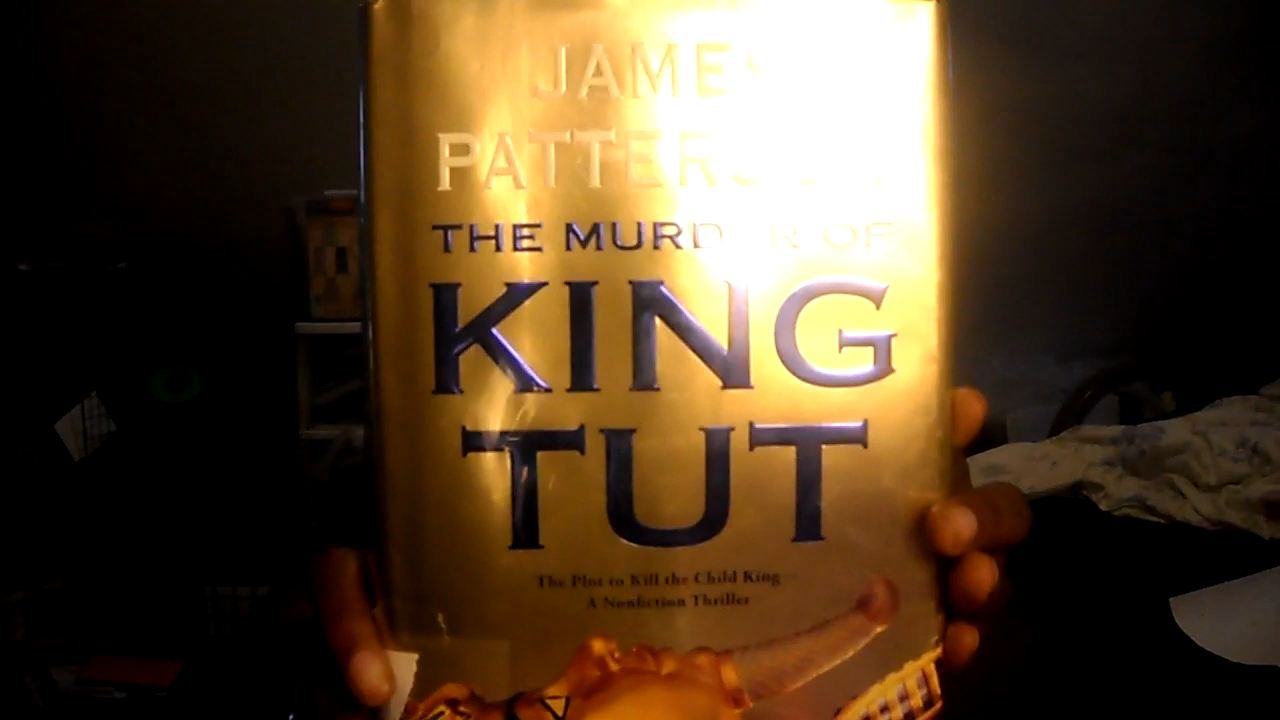 JAMES
PATTERSON
THE MURDER OF
KING
TUT
The Plot to Kill the Child King
A Nonfiction Thriller